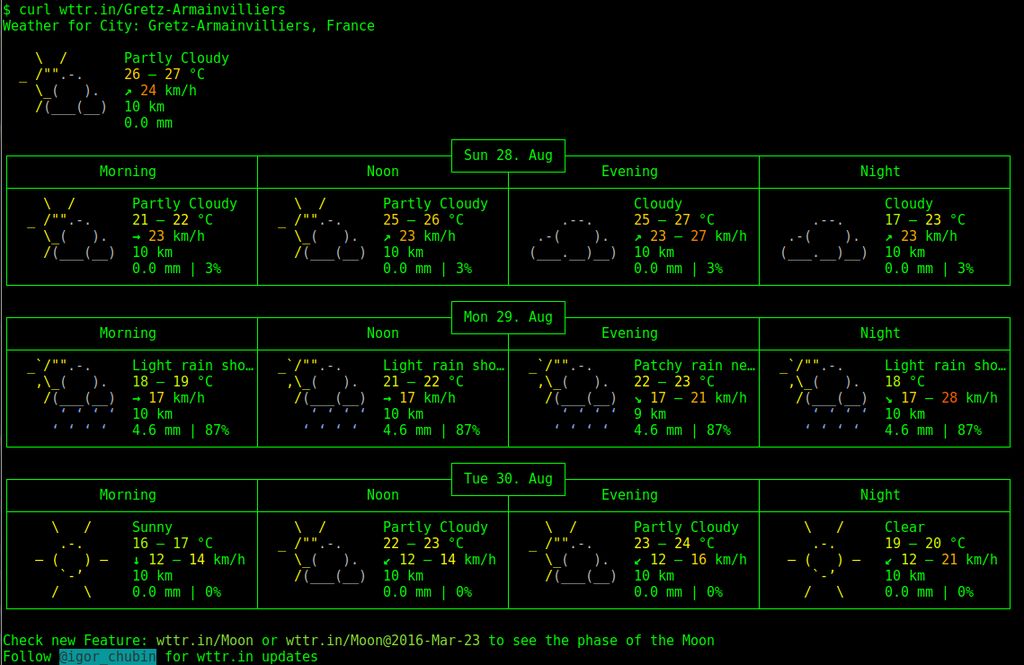 $ curl wttr.in/Gretz-Armainvilliers
Weather for City: Gretz-Armainvilliers, France
Partly Cloudy
26 – 27 °C
↗ 24 km/h
10 km
0.0 mm
Sun 28. Aug
Morning Noon Evening Night
Partly Cloudy Partly Cloudy Cloudy Cloudy
21 – 22 °C 25 – 26 °C 25 – 27 °C 17 – 23 °C
→ 23 km/h ↗ 23 km/h ↗ 23 – 27 km/h ↗ 23 km/h
10 km 10 km 10 km 10 km
0.0 mm | 3% 0.0 mm | 3% 0.0 mm | 3% 0.0 mm | 3%
Mon 29. Aug
Morning Noon Evening Night
Light rain sho… Light rain sho… Patchy rain ne… Light rain sho…
18 – 19 °C 21 – 22 °C 22 – 23 °C 18 °C
→ 17 km/h → 17 km/h ↘ 17 – 21 km/h ↘ 17 – 28 km/h
10 km 10 km 9 km 10 km
4.6 mm | 87% 4.6 mm | 87% 4.6 mm | 87% 4.6 mm | 87%
Tue 30. Aug
Morning Noon Evening Night
Sunny Partly Cloudy Partly Cloudy Clear
16 – 17 °C 22 – 23 °C 23 – 24 °C 19 – 20 °C
↓ 12 – 14 km/h ↙ 12 – 14 km/h ↙ 12 – 16 km/h ↙ 12 – 21 km/h
10 km 10 km 10 km 10 km
0.0 mm | 0% 0.0 mm | 0% 0.0 mm | 0% 0.0 mm | 0%
Check new Feature: wttr.in/Moon or wttr.in/Moon@2016-Mar-23 to see the phase of the Moon
Follow @igor_chubin for wttr.in updates